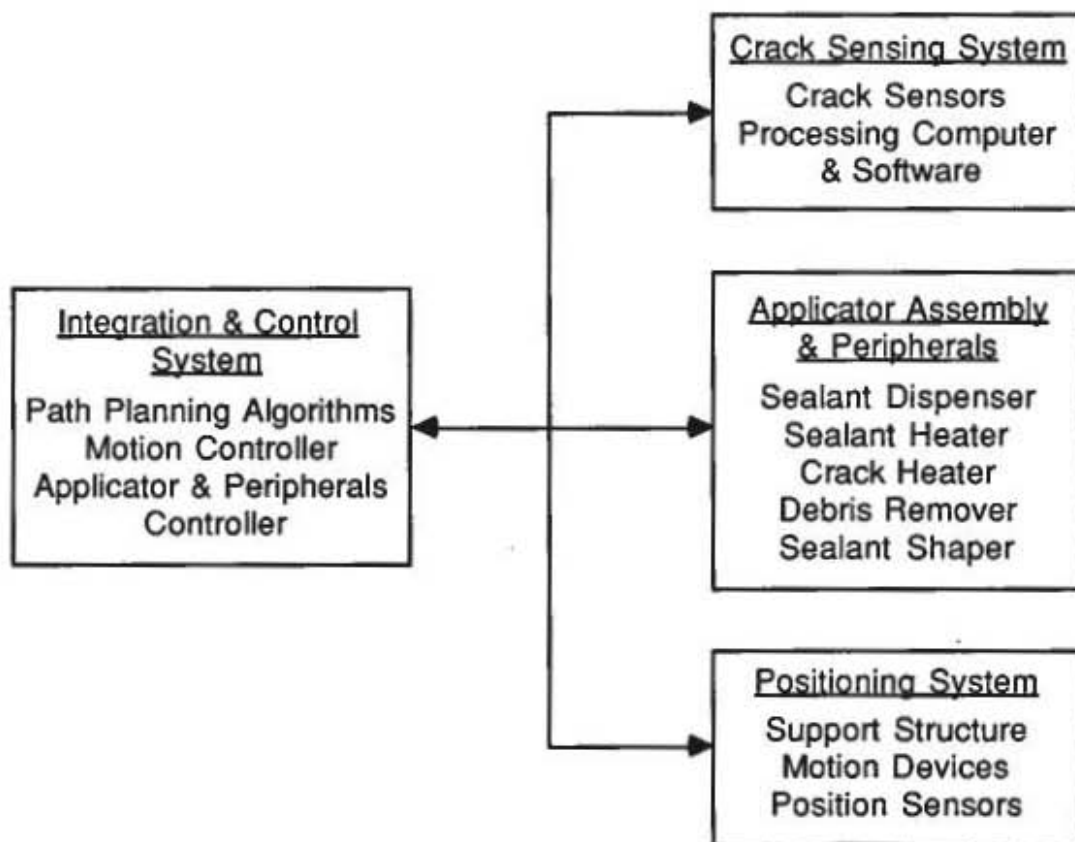 Crack Sensing System
Crack Sensors
Processing Computer
& Software
Integration & Control
System
Path Planning Algorithms
Motion Controller
Applicator & Peripherals
Controller
Applicator Assembly
& Peripherals
Sealant Dispenser
Sealant Heater
Crack Heater
Debris Remover
Sealant Shaper
Positioning System
Support Structure
Motion Devices
Position Sensors